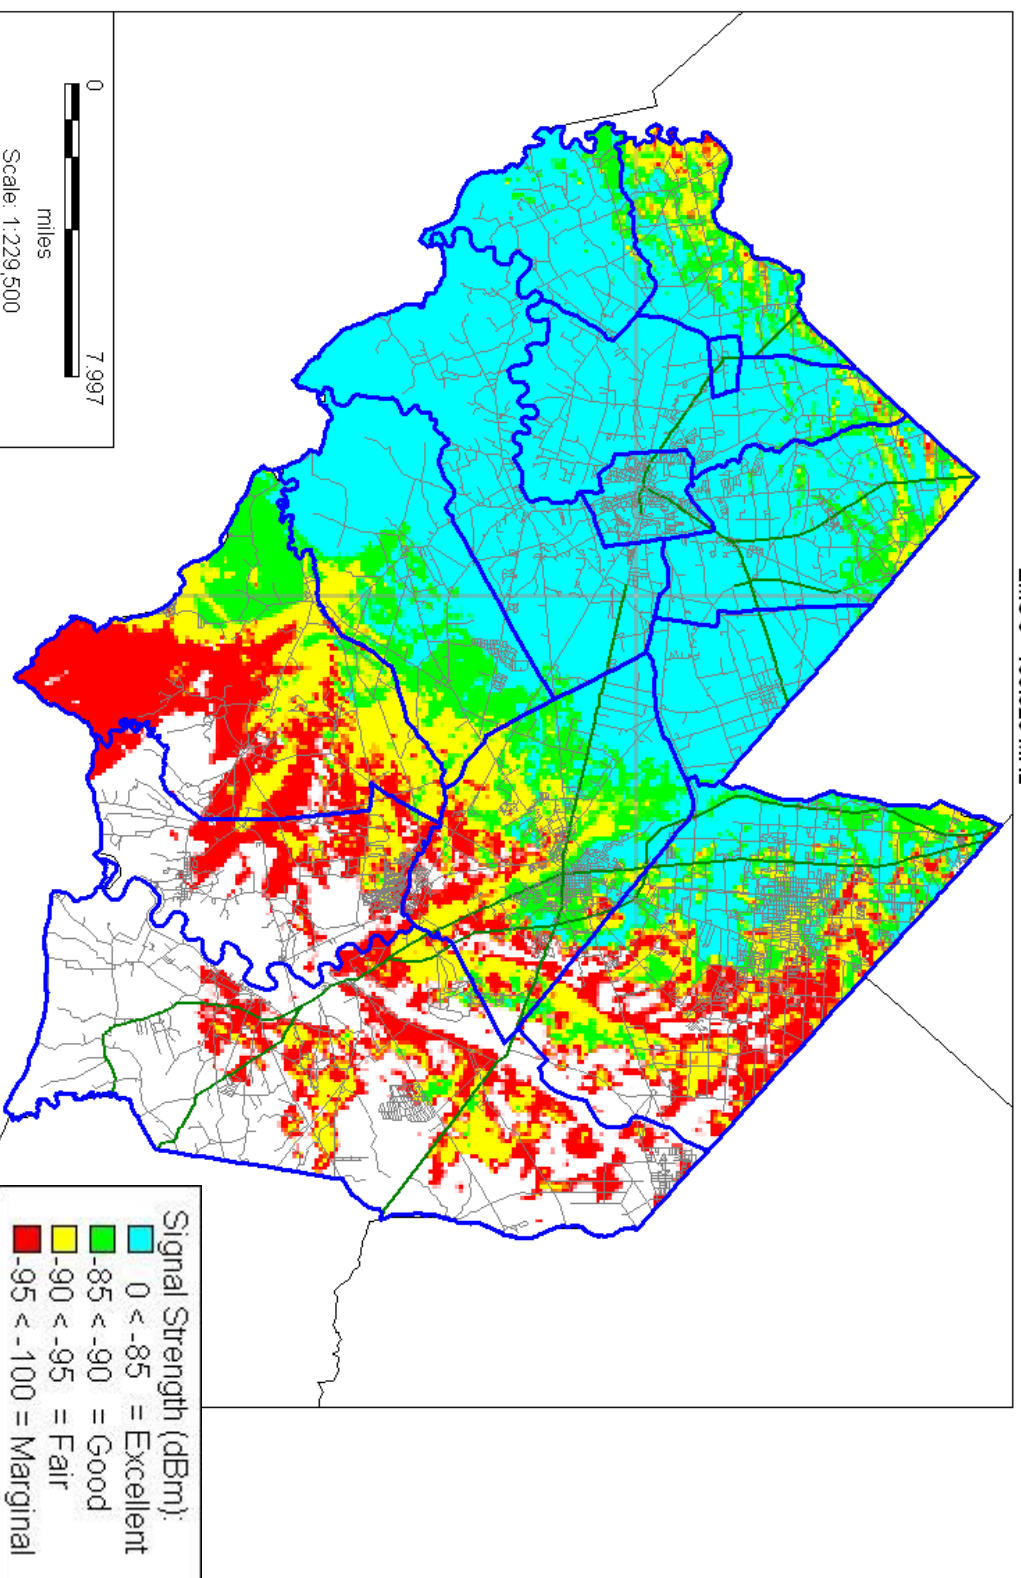 0 7.997
miles
Scale: 1:229,500
Signal Strength (dBm):
0 < -85 = Excellent
-85 < -90 = Good
-90 < -95 = Fair
-95 < -100 = Marginal